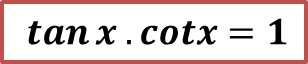 tan x . cotx = 1